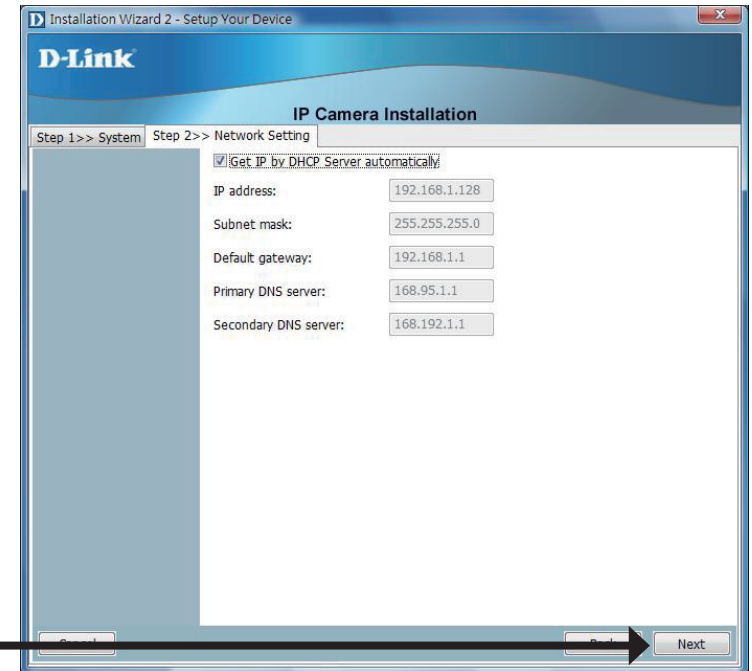 Installation Wizard 2 - Setup Your Device
D-Link
IP Camera Installation
Step 1>> System
Step 2>> Network Setting
Get IP by DHCP Server automatically
IP address: 192.168.1.128
Subnet mask: 255.255.255.0
Default gateway: 192.168.1.1
Primary DNS server: 168.95.1.1
Secondary DNS server: 168.192.1.1
Next